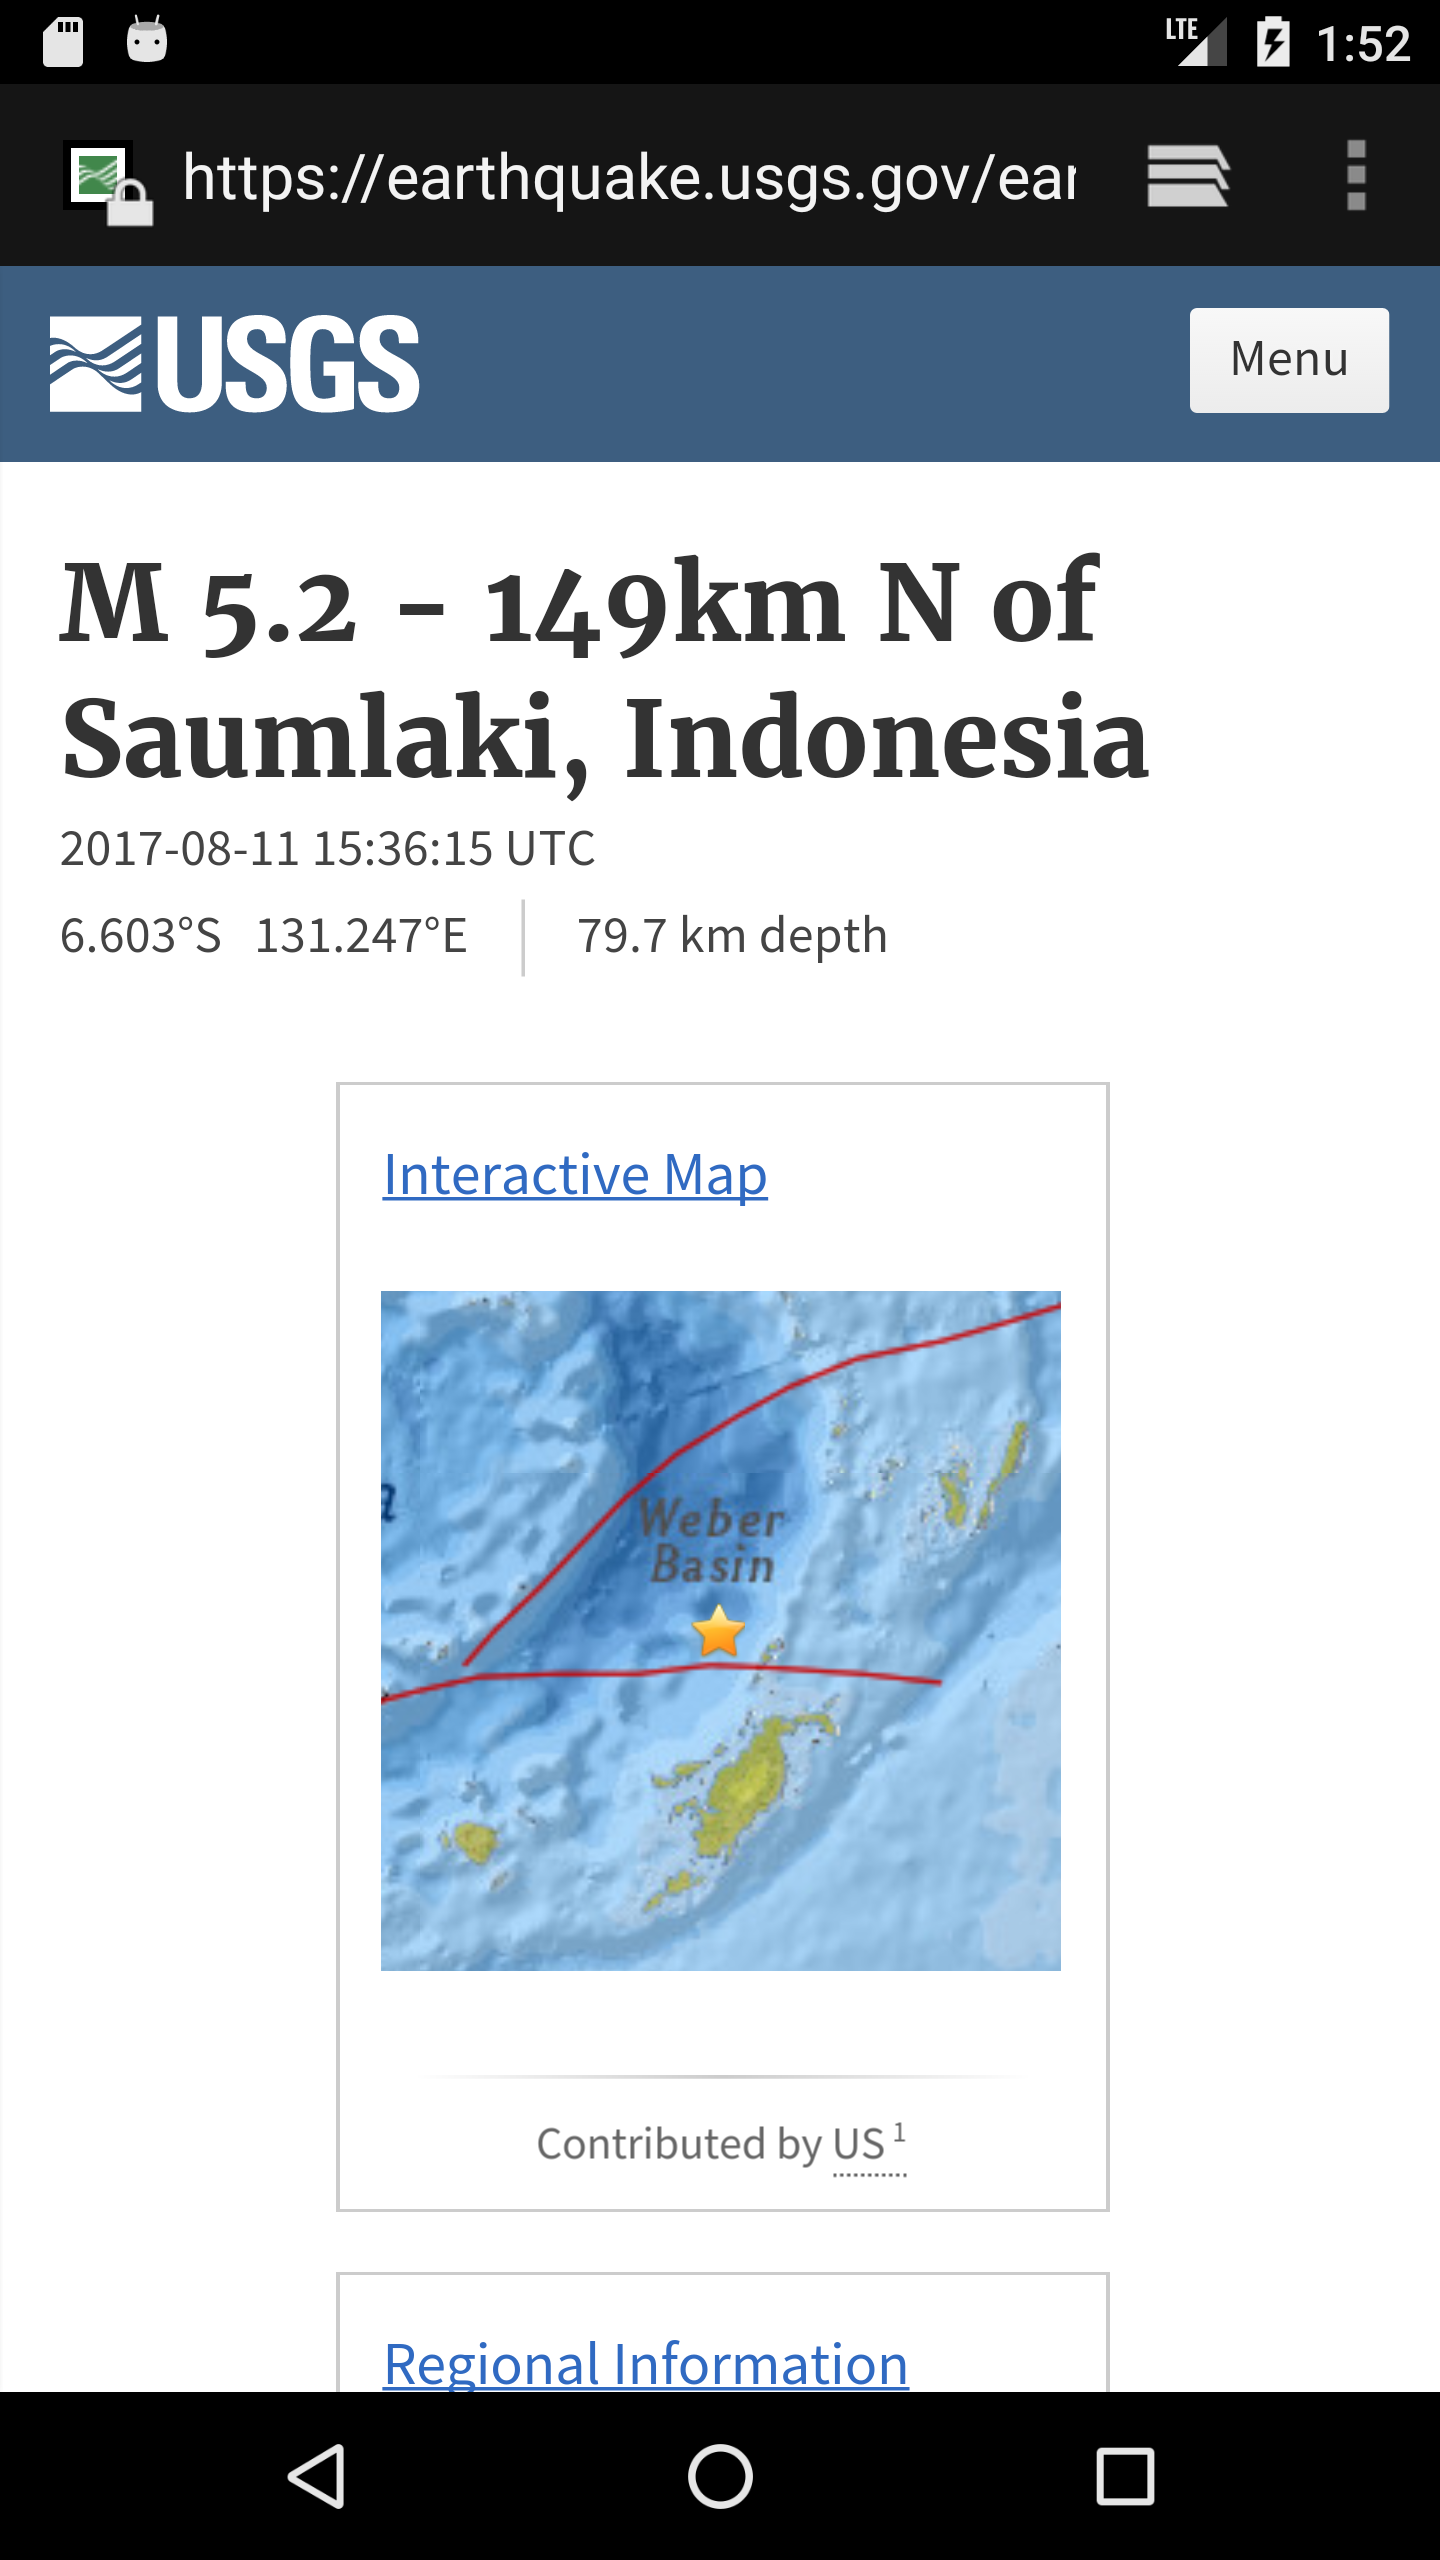 LTE 1:52
https://earthquake.usgs.gov/ear
USGS
Menu
M 5.2 - 149km N of
Saumlaki, Indonesia
2017-08-11 15:36:15 UTC
6.603°S 131.247°E 79.7 km depth
Interactive Map
a
Weber
Basin
Contributed by US 1
Regional Information